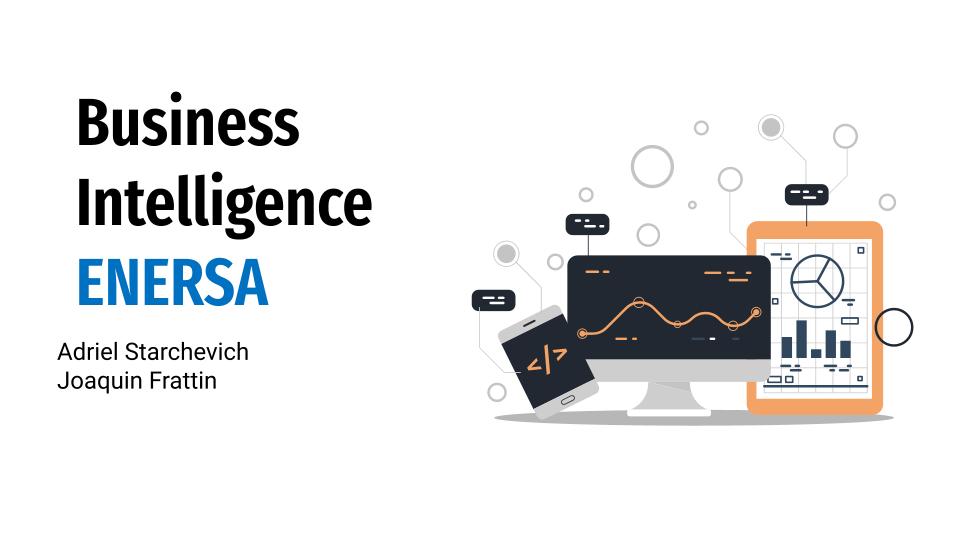 Business
Intelligence
ENERSA
Adriel Starchevich
Joaquin Frattin
</>